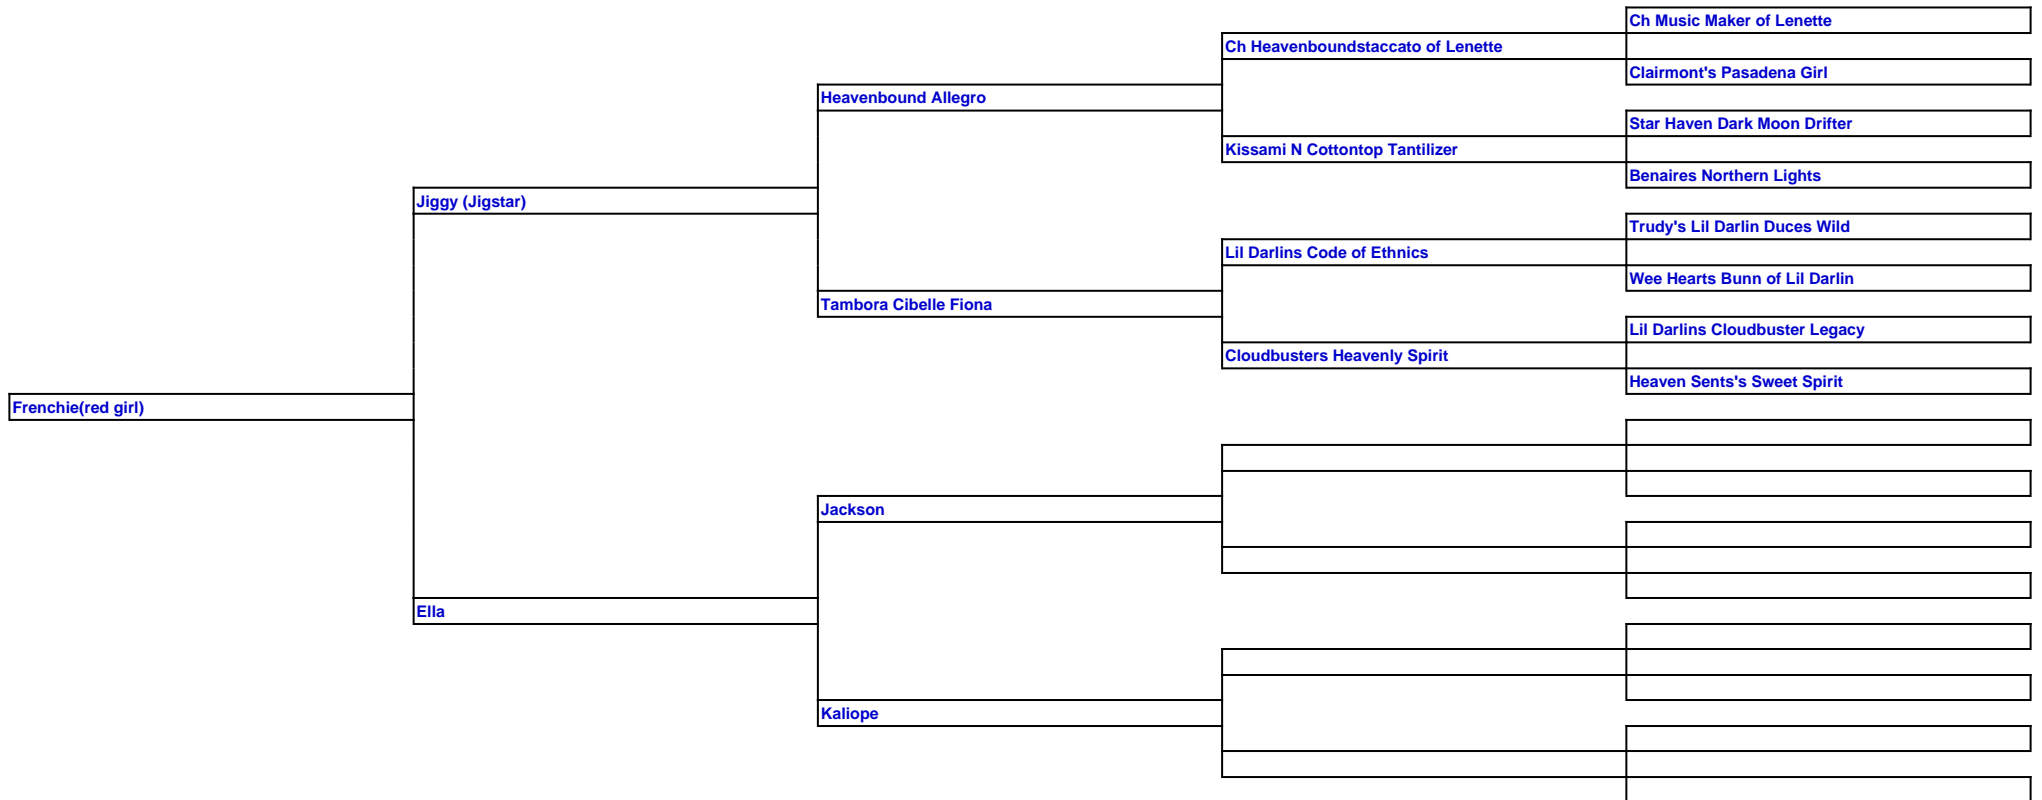 Ch Music Maker of Lenette
Ch Heavenboundstaccato of Lenette
Clairmont's Pasadena Girl
Heavenbound Allegro
Star Haven Dark Moon Drifter
Kissami N Cottontop Tantilizer
Benaires Northern Lights
Jiggy (Jigstar)
Trudy's Lil Darlin Duces Wild
Lil Darlins Code of Ethnics
Wee Hearts Bunn of Lil Darlin
Tambora Cibelle Fiona
Lil Darlins Cloudbuster Legacy
Cloudbusters Heavenly Spirit
Heaven Sents's Sweet Spirit
Frenchie(red girl)
Jackson
Ella
Kaliope